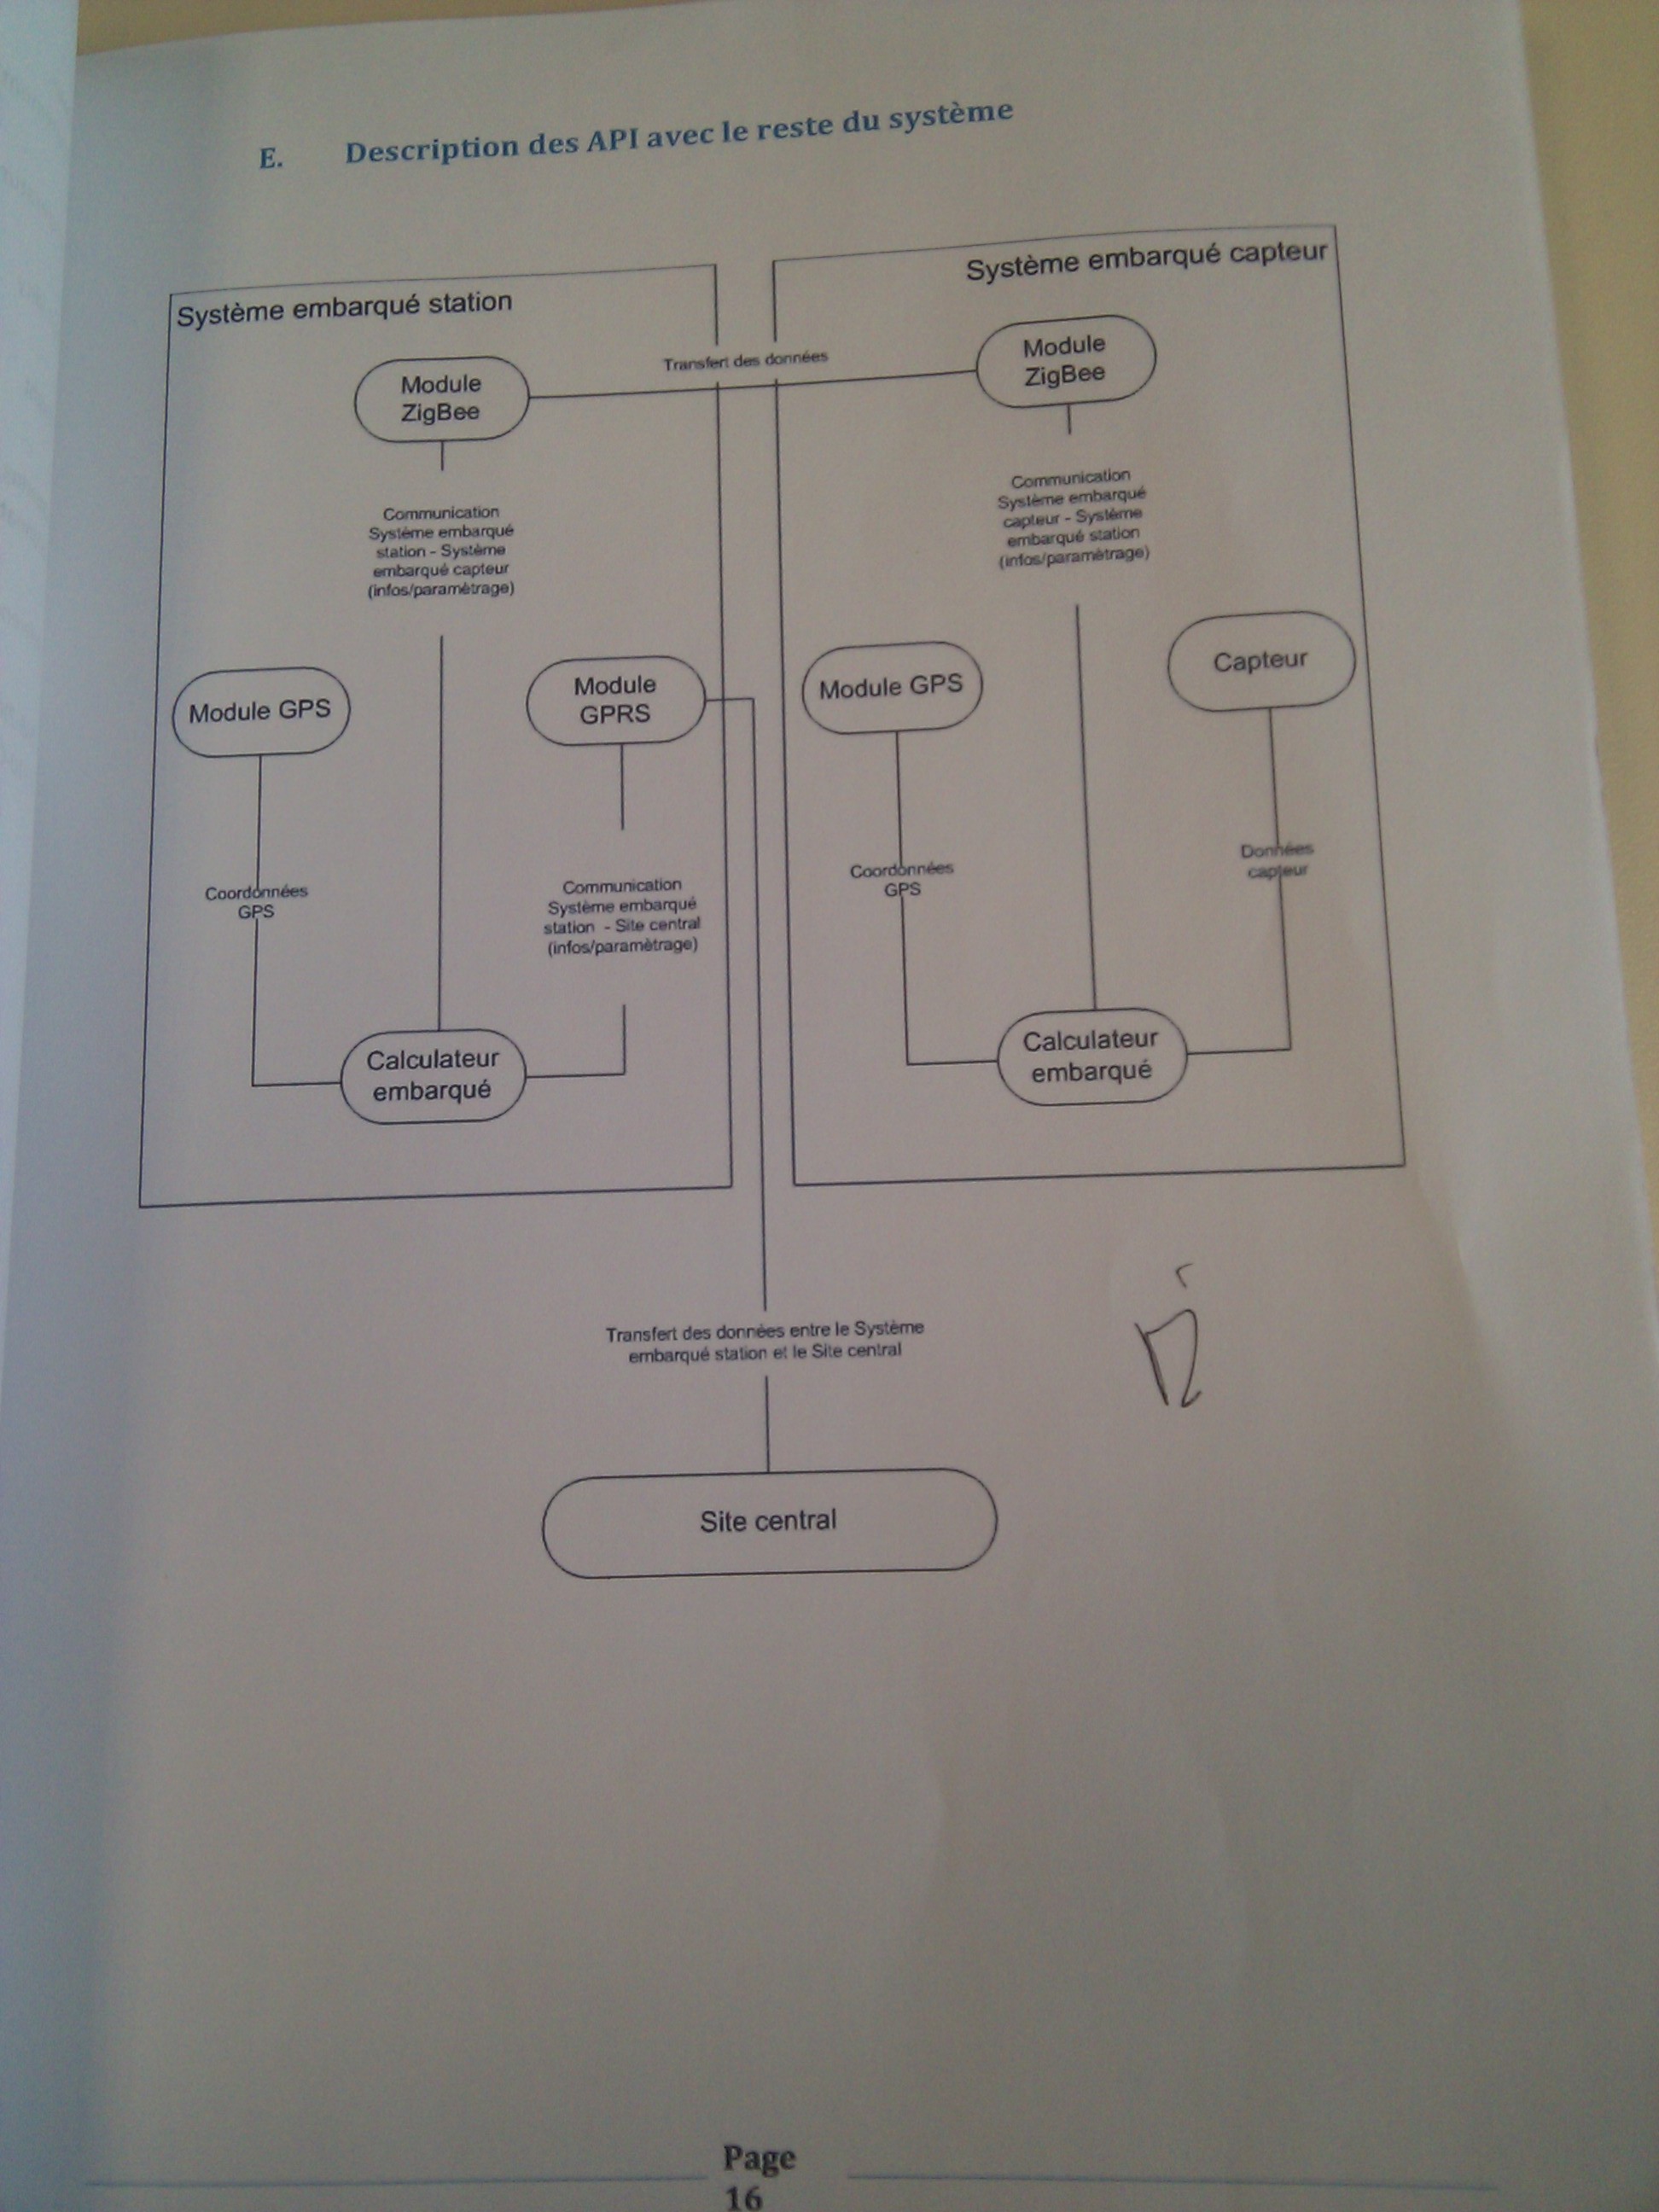 E. Description des API avec le reste du système
Système embarqué station
Système embarqué capteur
Transfert des données
Module
ZigBee
Module
ZigBee
Communication
Système embarqué
station - Système
embarqué capteur
(infos/paramètrage)
Communication
Système embarqué
capteur - Système
embarqué station
(infos/paramètrage)
Module GPS
Module
GPRS
Module GPS
Capteur
Coordonnées
GPS
Communication
Système embarqué
station - Site central
(infos/paramètrage)
Coordonnées
GPS
Données
capteur
Calculateur
embarqué
Calculateur
embarqué
Transfert des données entre le Système
embarqué station et le Site central
Site central
Page
16